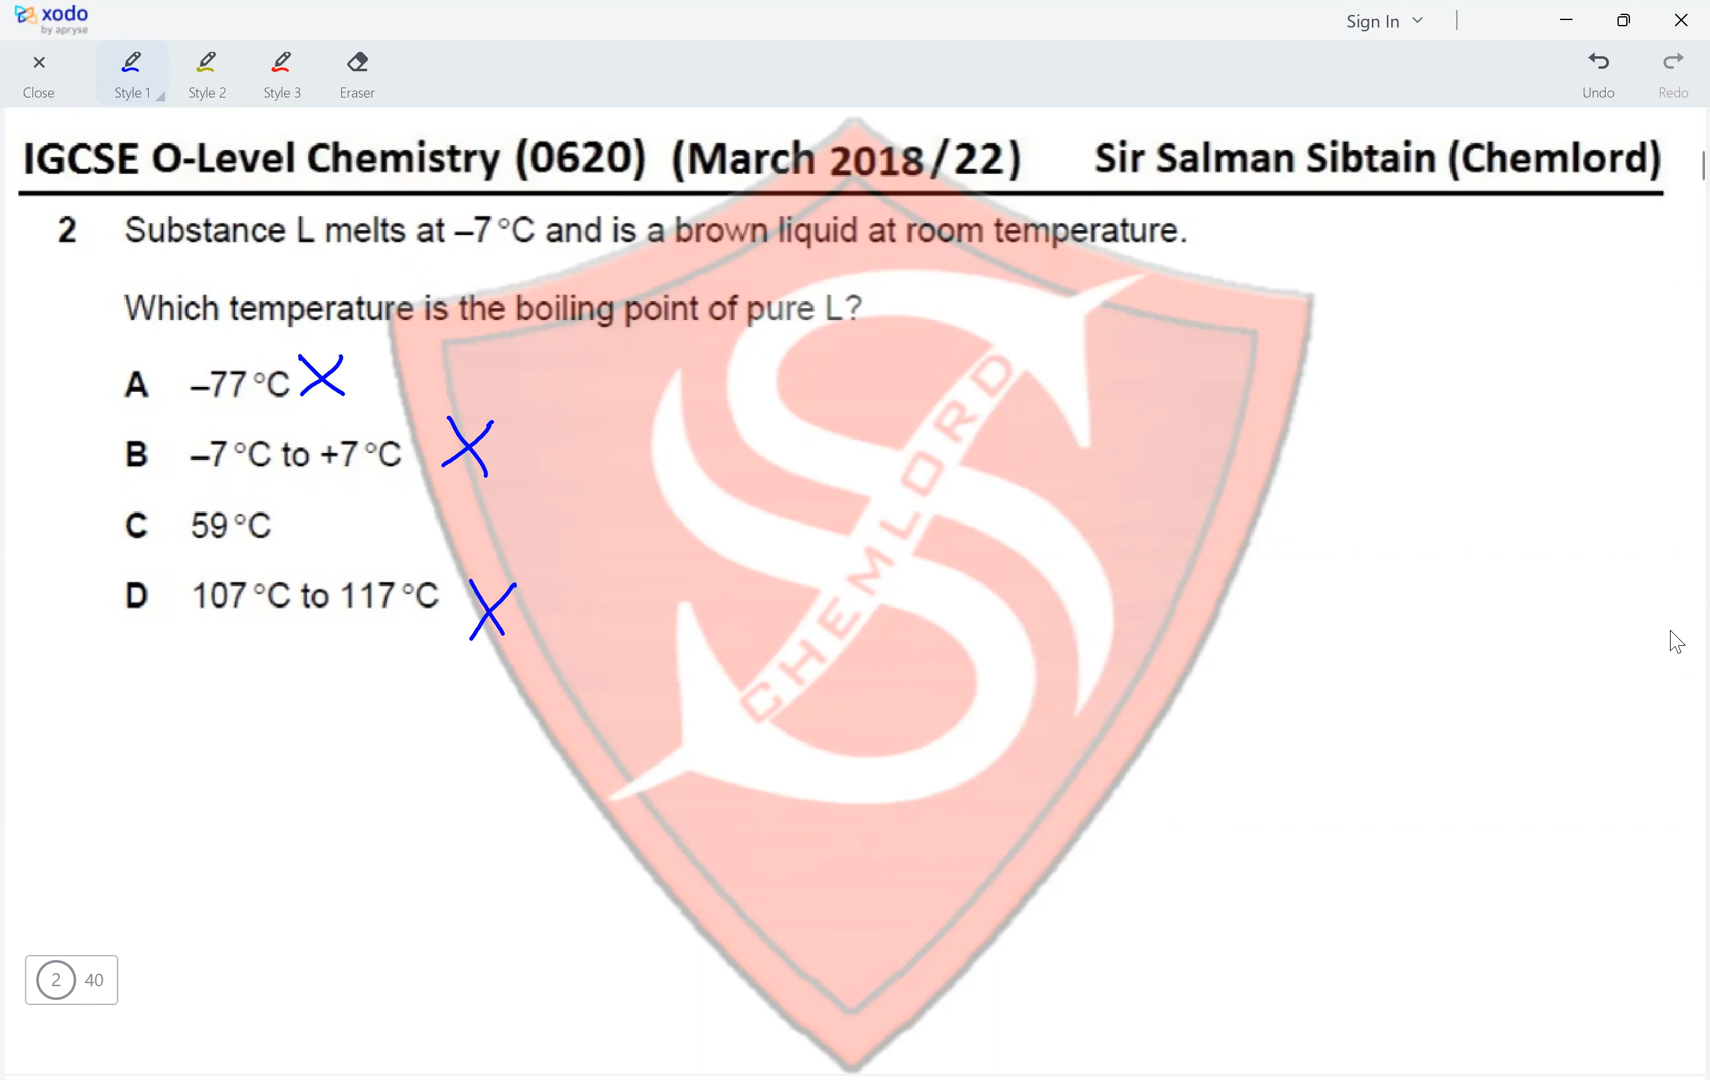 xodo
by apryse
Sign In
Close
Style 1
Style 2
Style 3
Eraser
Undo
Redo
IGCSE O-Level Chemistry (0620) (March 2018/22) Sir Salman Sibtain (Chemlord)
2 Substance L melts at –7 °C and is a brown liquid at room temperature.
Which temperature is the boiling point of pure L?
A –77 °C
B –7 °C to +7 °C
C 59 °C
D 107 °C to 117 °C
CHEMLORD
2 40